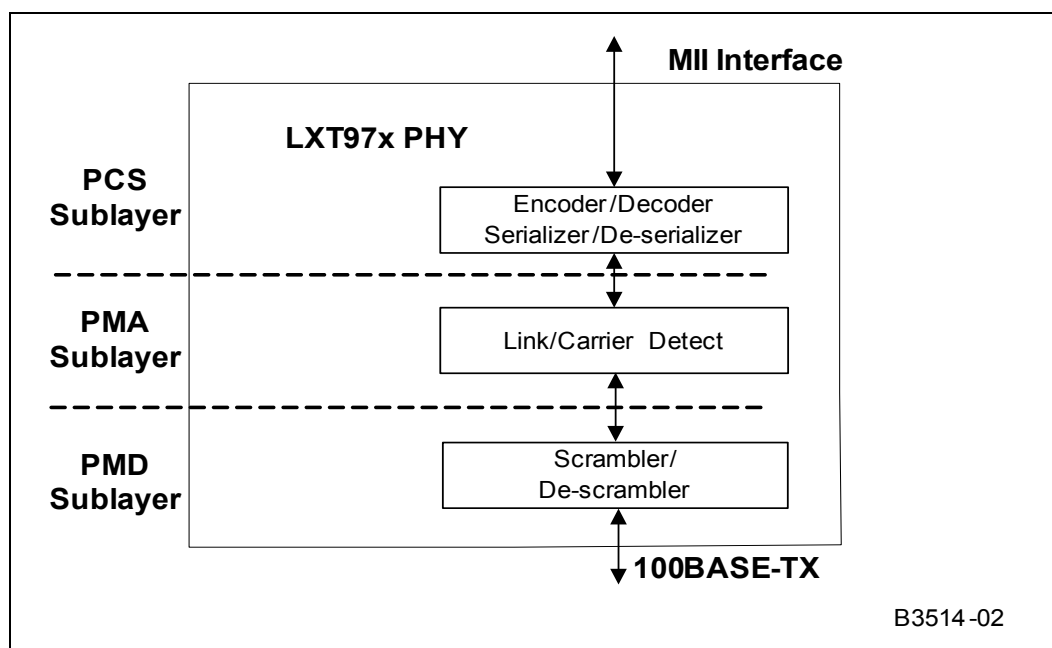 MII Interface
LXT97x PHY
PCS
Sublayer
Encoder/Decoder
Serializer/De-serializer
PMA
Sublayer
Link/Carrier Detect
PMD
Sublayer
Scrambler/
De-scrambler
100BASE-TX
B3514-02